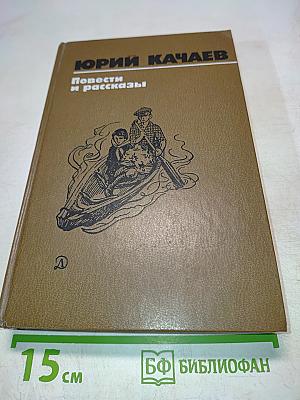 ЮРИЙ КАЧАЕВ
Повести
и рассказы
Д
15 см
БФ БИБЛИОФАН